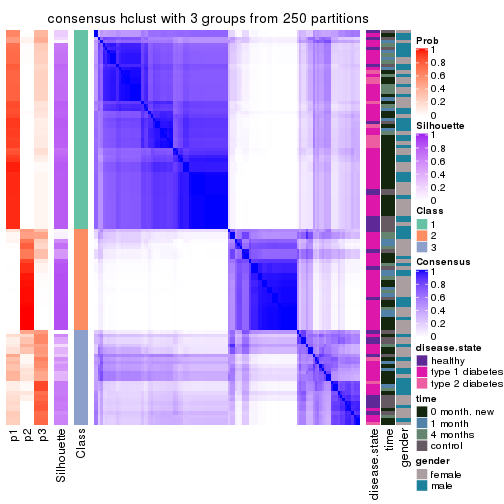 consensus hclust with 3 groups from 250 partitions
Prob
1
0.8
0.6
0.4
0.2
0
Silhouette
1
0.8
0.6
0.4
0.2
0
Class
1
2
3
Consensus
1
0.8
0.6
0.4
0.2
0
disease.state
healthy
type 1 diabetes
type 2 diabetes
time
0 month, new
1 month
4 months
control
gender
female
male
p1
p2
p3
Silhouette
Class
disease.state
time
gender